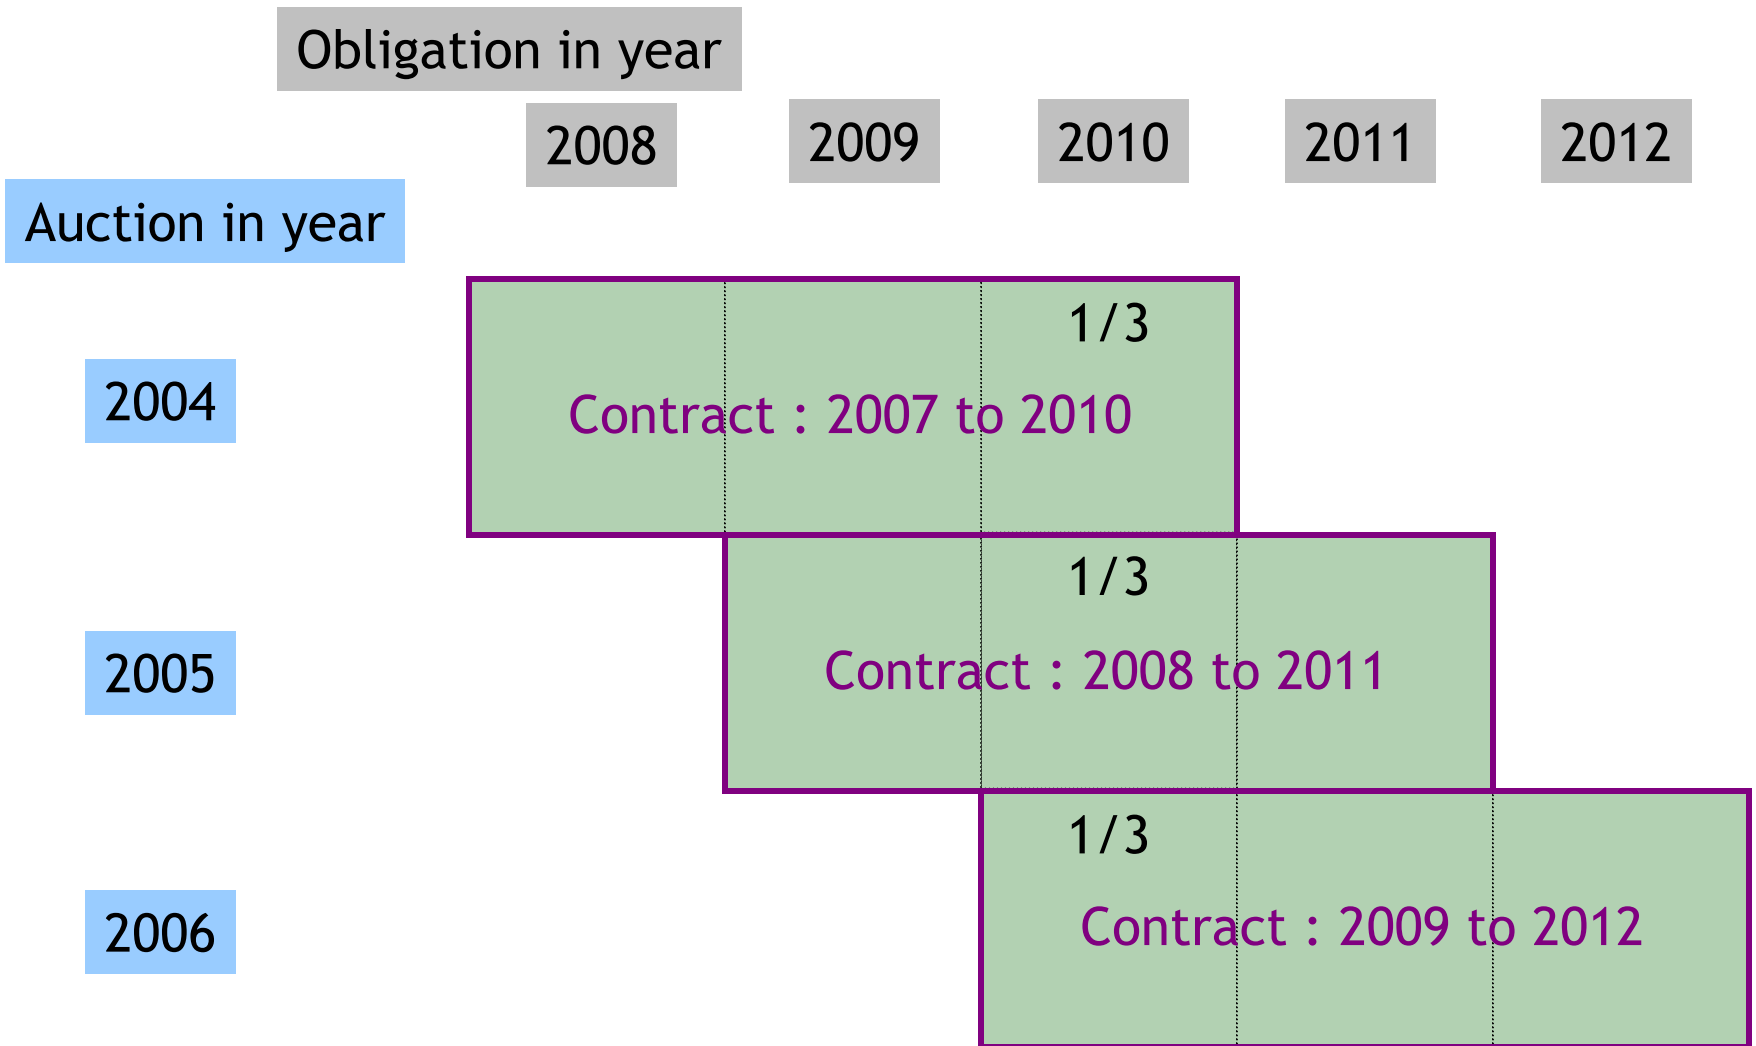 Obligation in year
2008 2009 2010 2011 2012
Auction in year
1/3
2004
Contract : 2007 to 2010
1/3
2005
Contract : 2008 to 2011
1/3
2006
Contract : 2009 to 2012